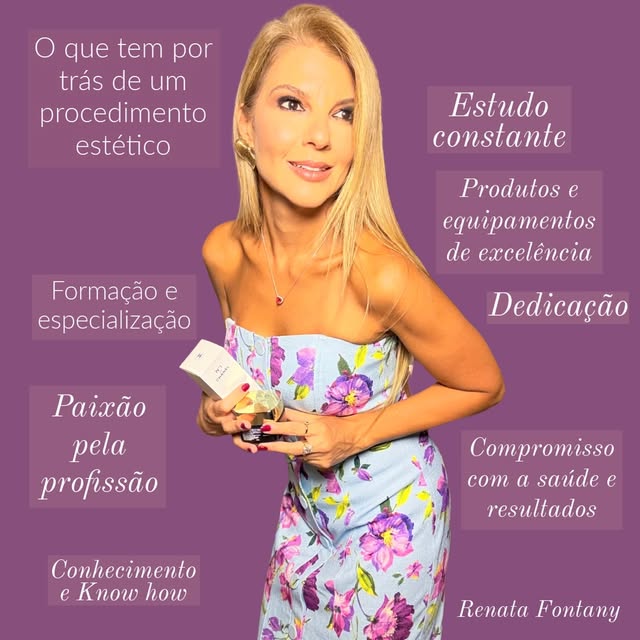 O que tem por
trás de um
procedimento
estético
Estudo
constante
Produtos e
equipamentos
de excelência
Formação e
especialização
Dedicação
Paixão
pela
profissão
Compromisso
com a saúde e
resultados
Conhecimento
e Know how
Renata Fontany